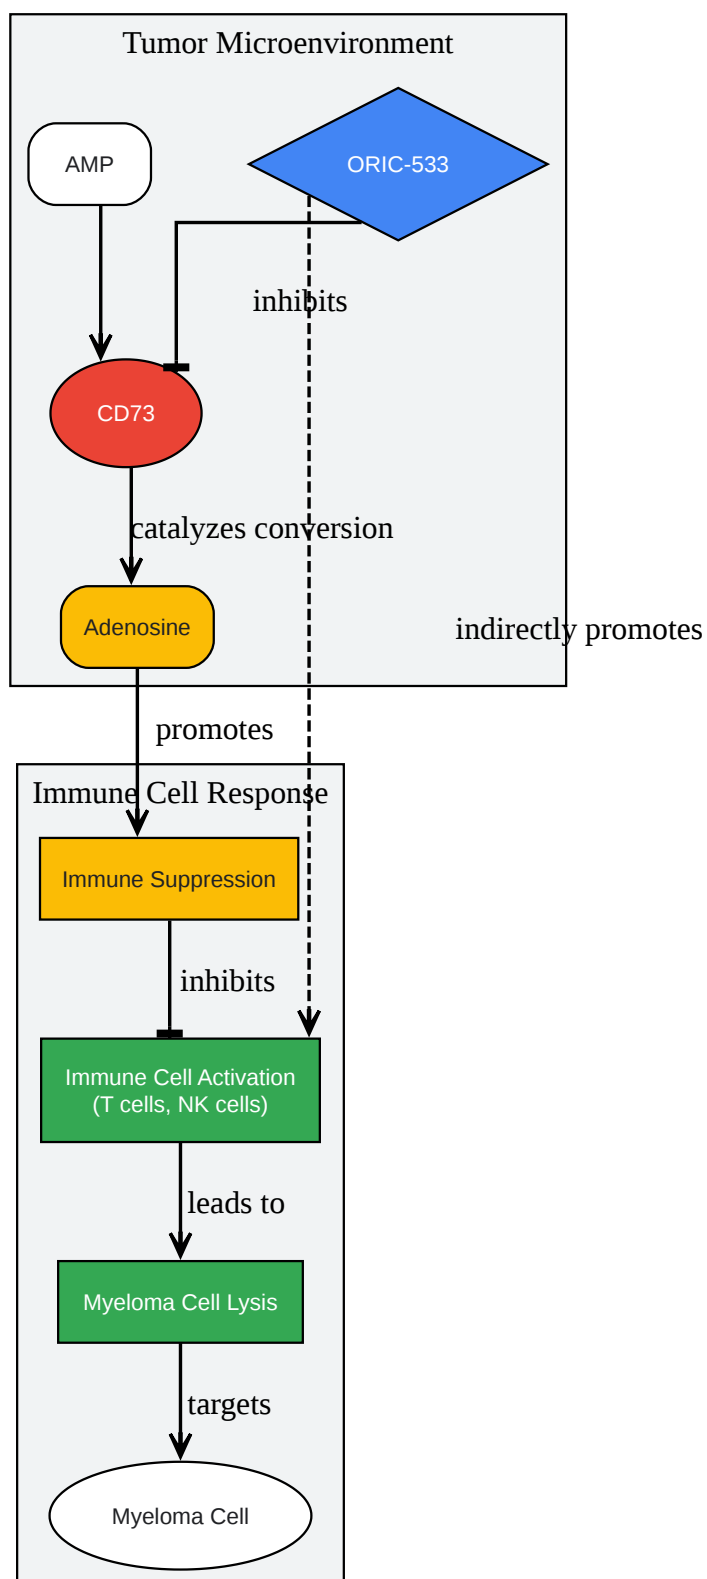 Tumor Microenvironment
AMP
ORIC-533
inhibits
CD73
catalyzes conversion
Adenosine
indirectly promotes
promotes
Immune Cell Response
Immune Suppression
inhibits
Immune Cell Activation
(T cells, NK cells)
leads to
Myeloma Cell Lysis
targets
Myeloma Cell